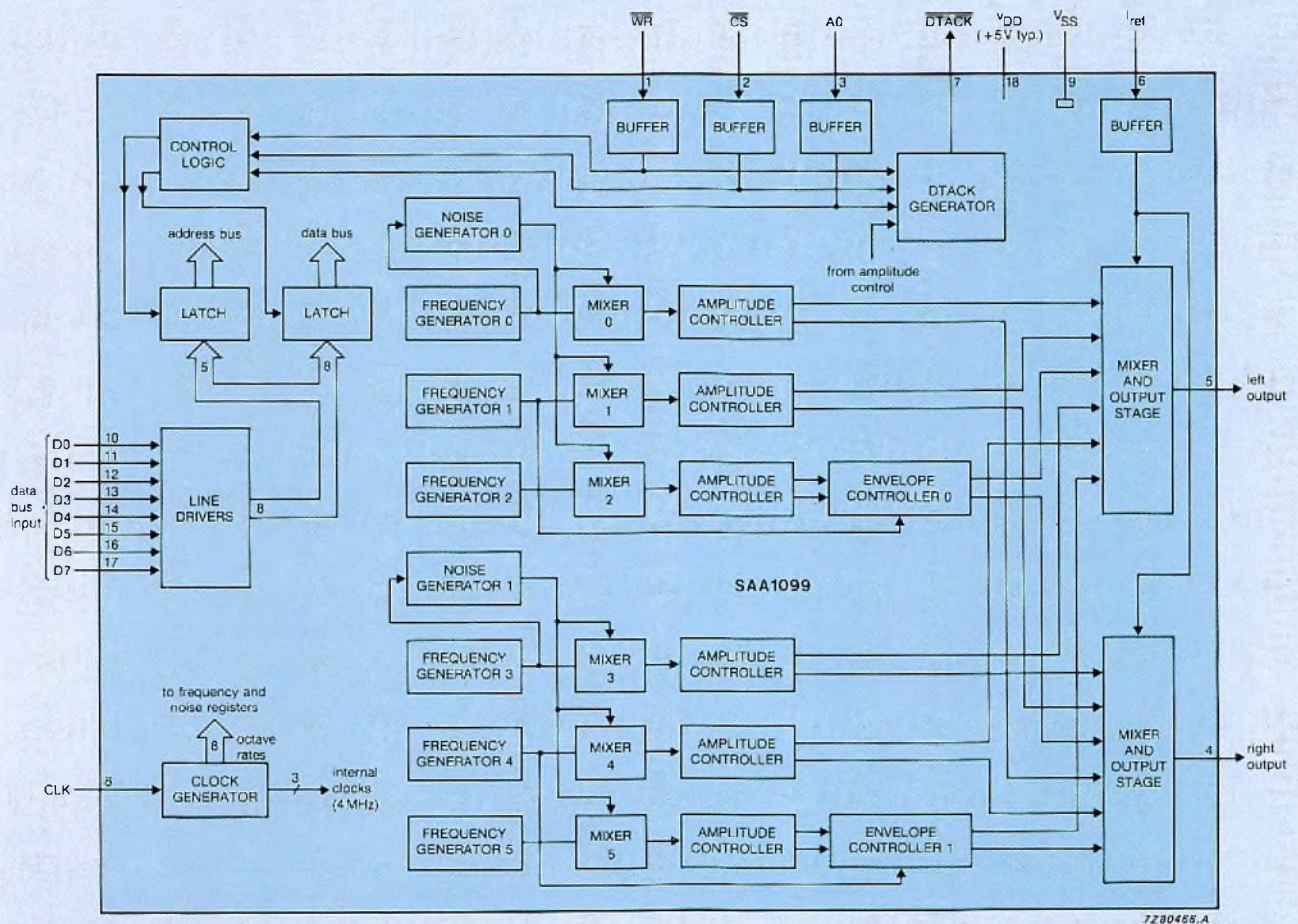 WR
CS
A0
DTACK
VDD
(+5V typ.)
VSS
Iref
1
2
3
7
18
9
6
BUFFER
BUFFER
BUFFER
BUFFER
CONTROL
LOGIC
DTACK
GENERATOR
NOISE
GENERATOR 0
address bus
data bus
from amplitude
control
LATCH
LATCH
FREQUENCY
GENERATOR 0
MIXER
0
AMPLITUDE
CONTROLLER
5
8
FREQUENCY
GENERATOR 1
MIXER
1
AMPLITUDE
CONTROLLER
MIXER
AND
OUTPUT
STAGE
5
left
output
data
bus
input
D0
D1
D2
D3
D4
D5
D6
D7
10
11
12
13
14
15
16
17
LINE
DRIVERS
8
FREQUENCY
GENERATOR 2
MIXER
2
AMPLITUDE
CONTROLLER
ENVELOPE
CONTROLLER 0
NOISE
GENERATOR 1
SAA1099
FREQUENCY
GENERATOR 3
MIXER
3
AMPLITUDE
CONTROLLER
to frequency and
noise registers
8
octave
rates
FREQUENCY
GENERATOR 4
MIXER
4
AMPLITUDE
CONTROLLER
MIXER
AND
OUTPUT
STAGE
4
right
output
CLK
8
CLOCK
GENERATOR
3
internal
clocks
(4 MHz)
FREQUENCY
GENERATOR 5
MIXER
5
AMPLITUDE
CONTROLLER
ENVELOPE
CONTROLLER 1
7280466.A